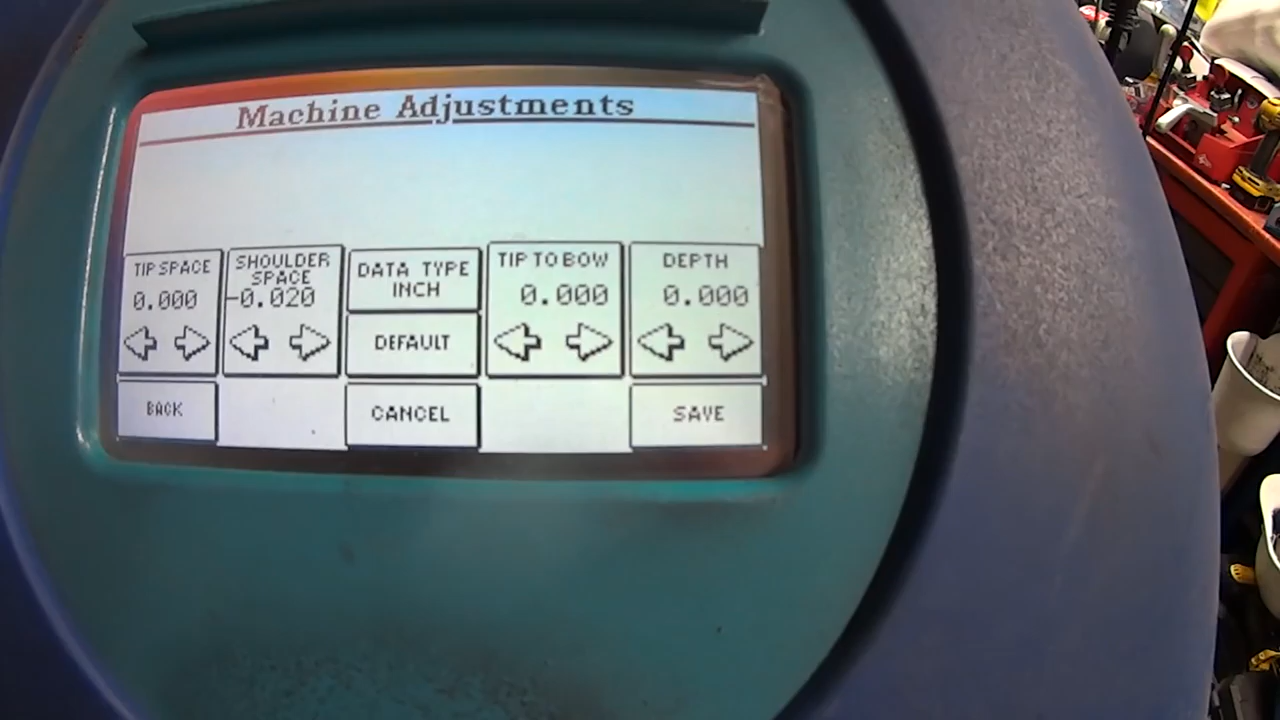 Machine Adjustments
TIP SPACE
0.000
SHOULDER
SPACE
-0.020
DATA TYPE
INCH
DEFAULT
TIP TO BOW
0.000
DEPTH
0.000
BACK
CANCEL
SAVE